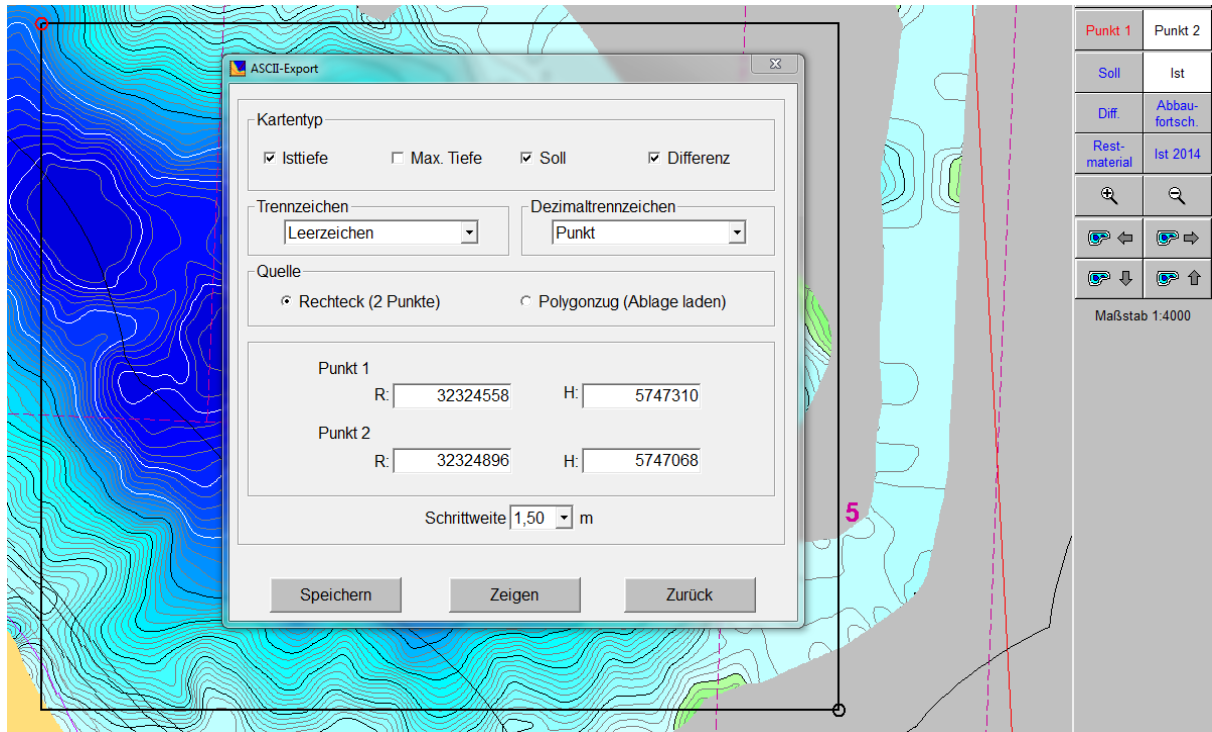 ASCII-Export
Kartentyp
Isttiefe Max. Tiefe Soll Differenz
Trennzeichen Dezimaltrennzeichen
Leerzeichen Punkt
Quelle
Rechteck (2 Punkte) Polygonzug (Ablage laden)
Punkt 1
R: 32324558 H: 5747310
Punkt 2
R: 32324896 H: 5747068
Schrittweite 1,50 m
Speichern Zeigen Zurück
5
Punkt 1 Punkt 2
Soll Ist
Diff. Abbau-
fortsch.
Rest-
material Ist 2014
Maßstab 1:4000